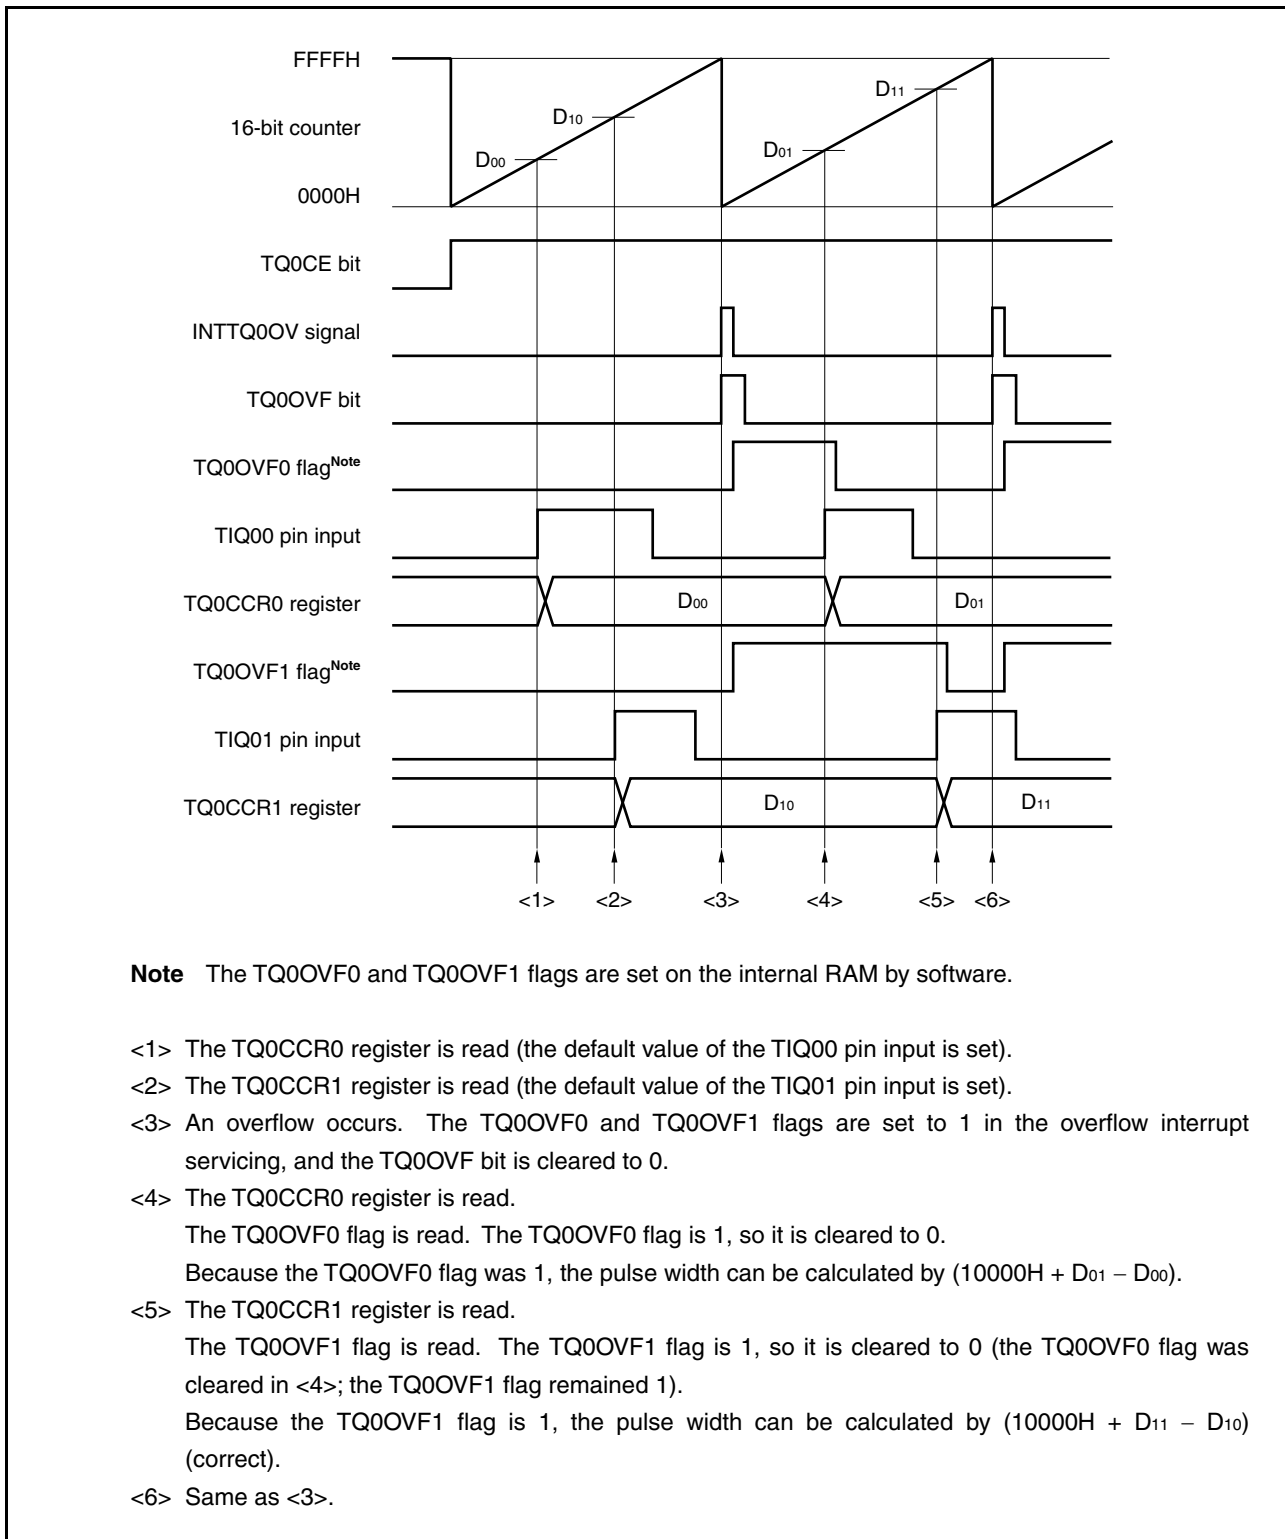 FFFFH
D11
D10
16-bit counter
D01
D00
0000H
TQ0CE bit
INTTQ0OV signal
TQ0OVF bit
TQ0OVF0 flagNote
TIQ00 pin input
TQ0CCR0 register
D00
D01
TQ0OVF1 flagNote
TIQ01 pin input
TQ0CCR1 register
D10
D11
<1> <2> <3> <4> <5> <6>
Note The TQ0OVF0 and TQ0OVF1 flags are set on the internal RAM by software.
<1> The TQ0CCR0 register is read (the default value of the TIQ00 pin input is set).
<2> The TQ0CCR1 register is read (the default value of the TIQ01 pin input is set).
<3> An overflow occurs. The TQ0OVF0 and TQ0OVF1 flags are set to 1 in the overflow interrupt
servicing, and the TQ0OVF bit is cleared to 0.
<4> The TQ0CCR0 register is read.
The TQ0OVF0 flag is read. The TQ0OVF0 flag is 1, so it is cleared to 0.
Because the TQ0OVF0 flag was 1, the pulse width can be calculated by (10000H + D01 − D00).
<5> The TQ0CCR1 register is read.
The TQ0OVF1 flag is read. The TQ0OVF1 flag is 1, so it is cleared to 0 (the TQ0OVF0 flag was
cleared in <4>; the TQ0OVF1 flag remained 1).
Because the TQ0OVF1 flag is 1, the pulse width can be calculated by (10000H + D11 − D10)
(correct).
<6> Same as <3>.